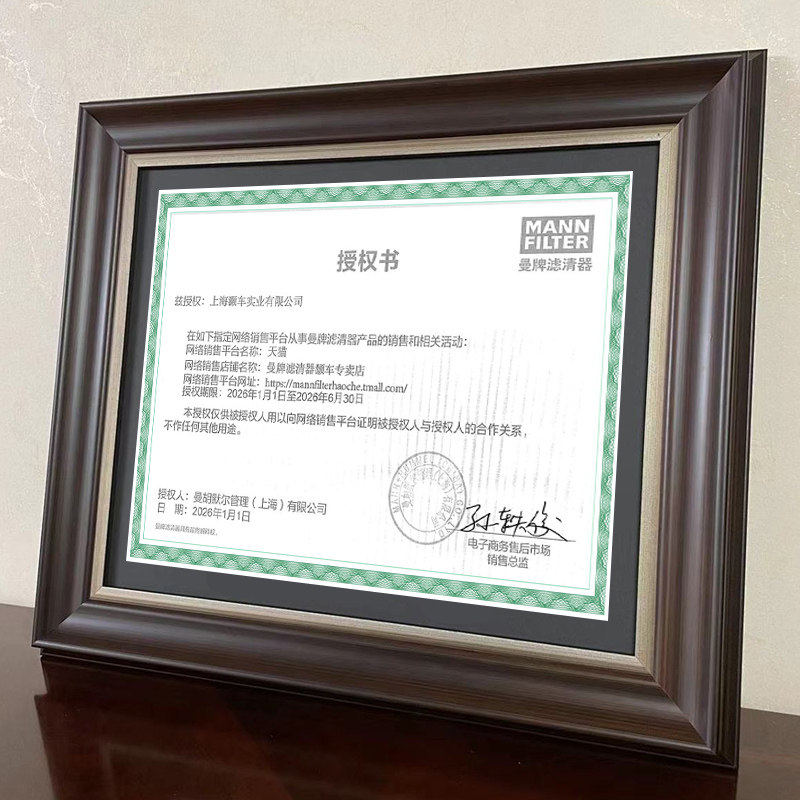 MANN
FILTER
曼牌滤清器
授权书
兹授权：上海颢车实业有限公司
在如下指定网络销售平台从事曼牌滤清器产品的销售和相关活动：
网络销售平台名称：天猫
网络销售店铺名称：曼牌滤清器颢车专卖店
网络销售平台网址：https://mannfilterhaoche.tmall.com/
授权期限：2026年1月1日至2026年6月30日
本授权仅供被授权人用以向网络销售平台证明被授权人与授权人的合作关系，
不作任何其他用途。
授权人：曼胡默尔管理（上海）有限公司
日 期：2026年1月1日
电子商务售后市场
销售总监